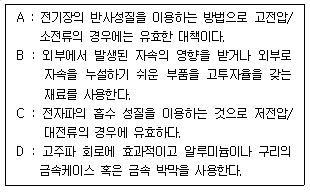 A : 전기장의 반사성질을 이용하는 방법으로 고전압/
소전류의 경우에는 유효한 대책이다.
B : 외부에서 발생된 자속의 영향을 받거나 외부로
자속을 누설하기 쉬운 부품을 고투자율을 갖는
재료를 사용한다.
C : 전자파의 흡수 성질을 이용하는 것으로 저전압/
대전류의 경우에 유효하다.
D : 고주파 회로에 효과적이고 알루미늄이나 구리의
금속케이스 혹은 금속 박막을 사용한다.